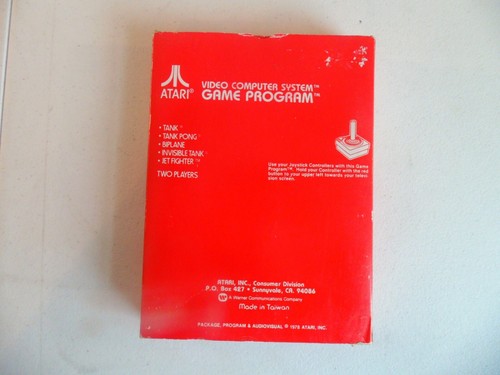 ATARI®
VIDEO COMPUTER SYSTEM™
GAME PROGRAM™
• TANK™
• TANK PONG
• BIPLANE
• INVISIBLE TANK
• JET FIGHTER™
TWO PLAYERS
Use your Joystick Controllers with this Game
Program™. Hold your Controller with the red
button to your upper left towards your televi-
sion screen.
ATARI, INC., Consumer Division
P.O. Box 427 • Sunnyvale, CA. 94086
A Warner Communications Company
Made in Taiwan
PACKAGE, PROGRAM & AUDIOVISUAL © 1978 ATARI, INC.